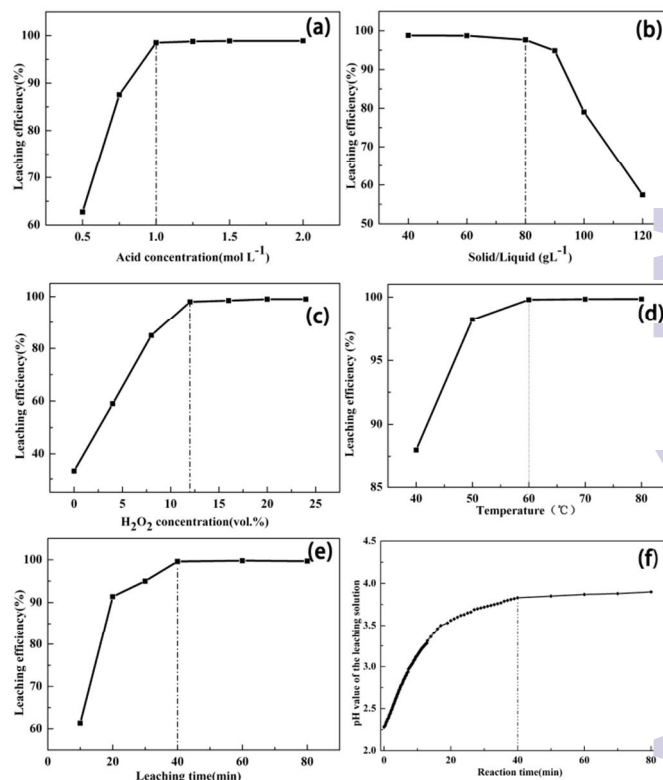 (a)
Leaching efficiency(%)
100
90
80
70
60
0.5 1.0 1.5 2.0
Acid concentration(mol L⁻¹)
(b)
Leaching efficiency(%)
100
90
80
70
60
50
40 60 80 100 120
Solid/Liquid (gL⁻¹)
(c)
Leaching efficiency(%)
100
80
60
40
0 5 10 15 20 25
H₂O₂ concentration(vol.%)
(d)
Leaching efficiency (%)
100
95
90
85
40 50 60 70 80
Temperature (℃)
(e)
Leaching efficiency(%)
100
90
80
70
60
0 20 40 60 80
Leaching time(min)
(f)
pH value of the leaching solution
4.5
4.0
3.5
3.0
2.5
2.0
0 20 40 60 80
Reaction time(min)